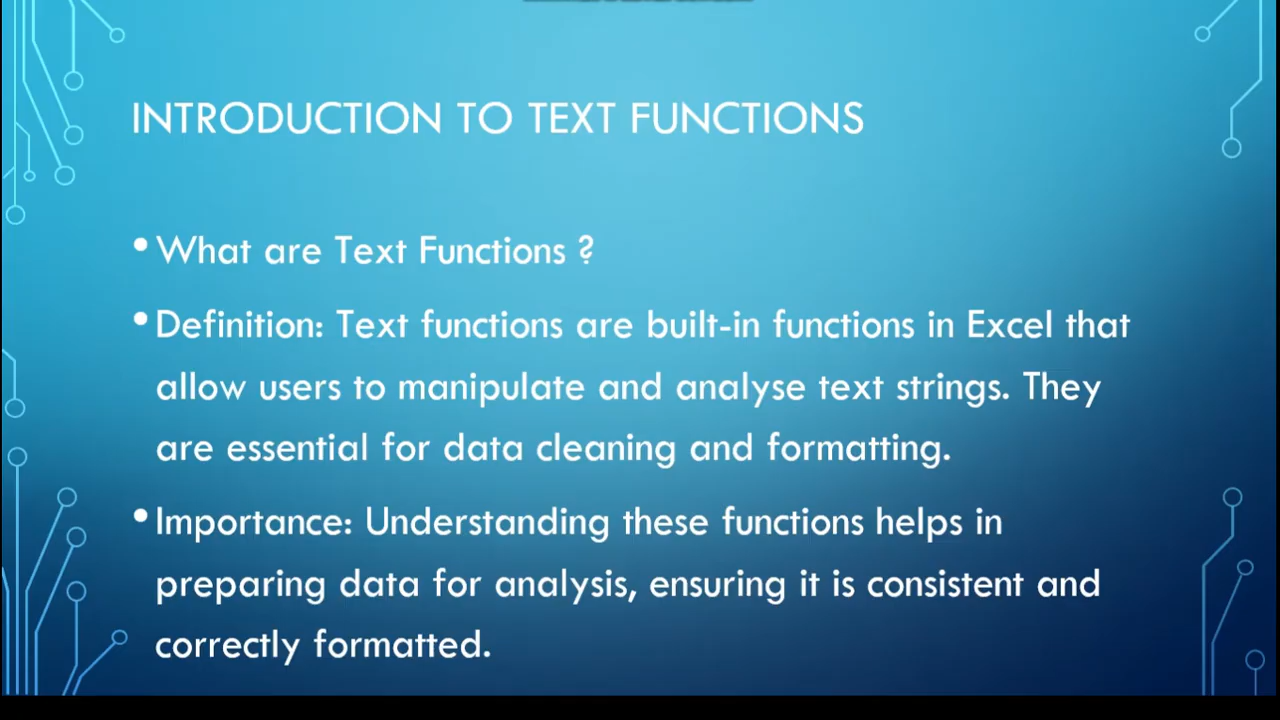 INTRODUCTION TO TEXT FUNCTIONS
• What are Text Functions ?
• Definition: Text functions are built-in functions in Excel that
allow users to manipulate and analyse text strings. They
are essential for data cleaning and formatting.
• Importance: Understanding these functions helps in
preparing data for analysis, ensuring it is consistent and
correctly formatted.